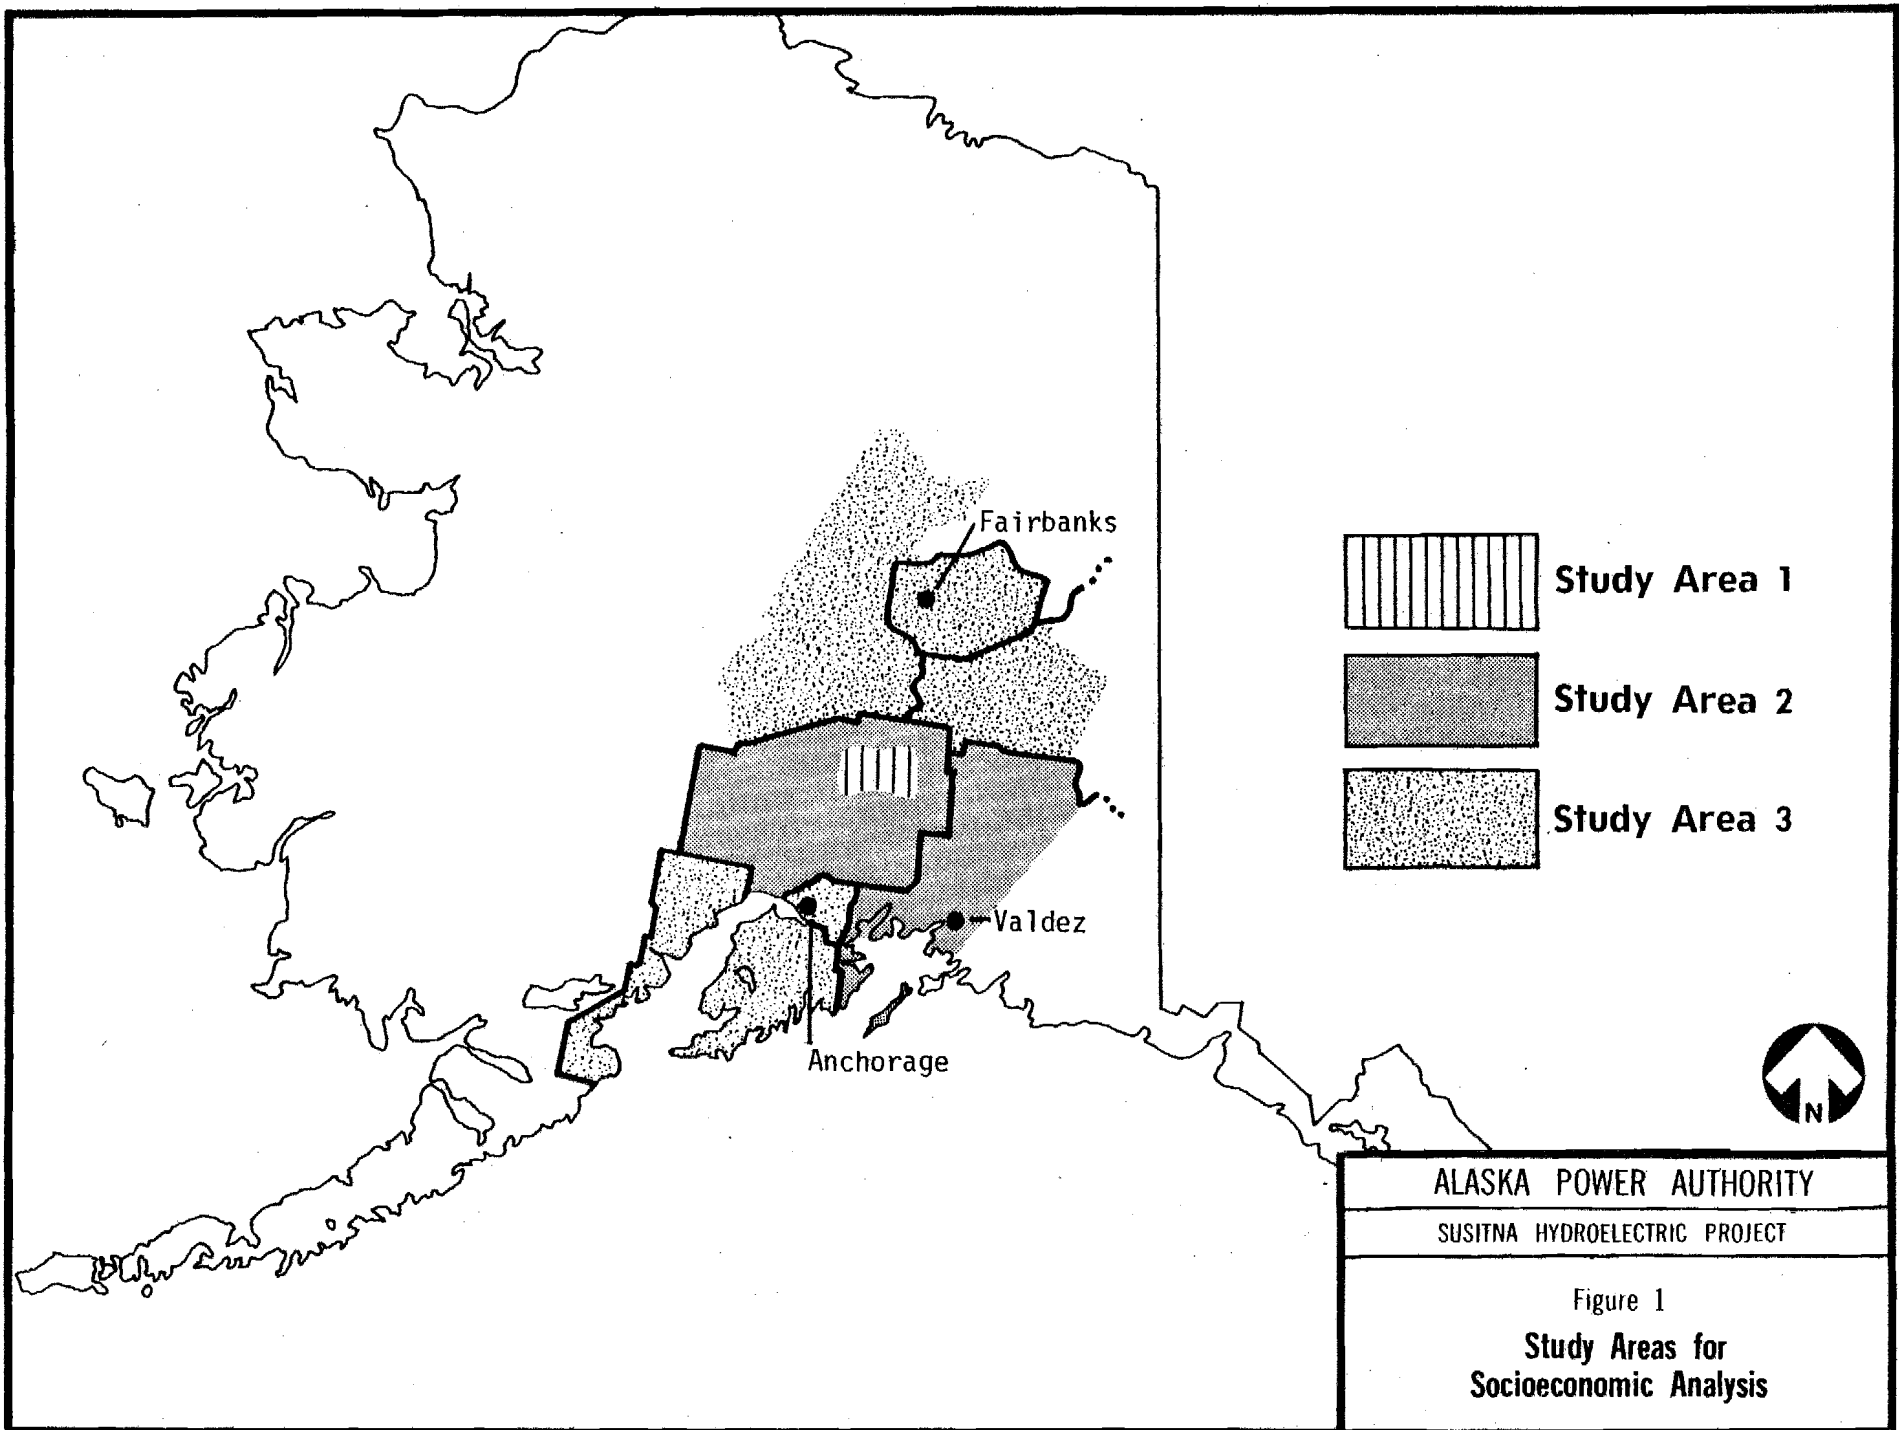 Fairbanks
Study Area 1
Study Area 2
Study Area 3
Valdez
Anchorage
N
ALASKA POWER AUTHORITY
SUSITNA HYDROELECTRIC PROJECT
Figure 1
Study Areas for
Socioeconomic Analysis